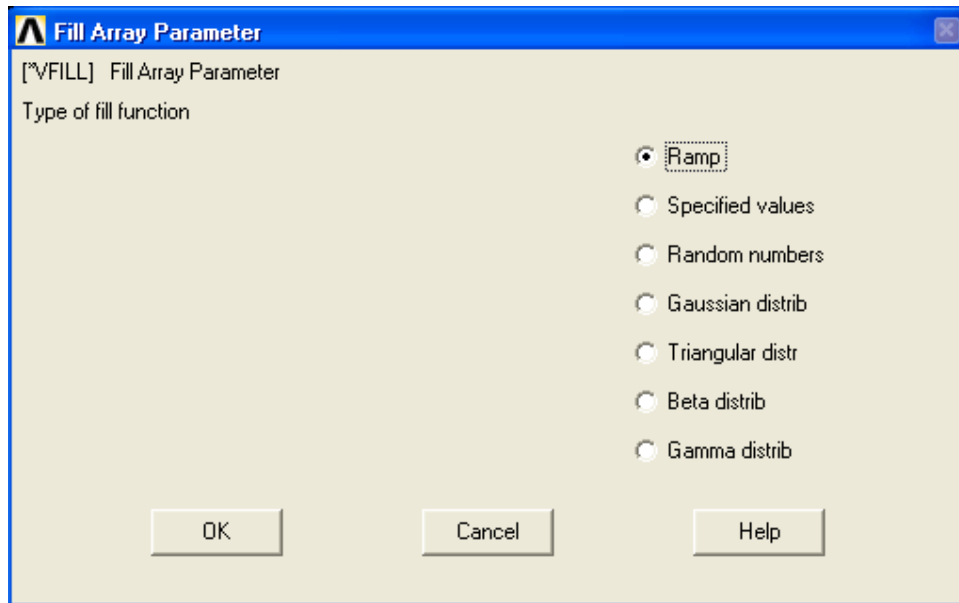 Fill Array Parameter
[*VFILL] Fill Array Parameter
Type of fill function
Ramp
Specified values
Random numbers
Gaussian distrib
Triangular distr
Beta distrib
Gamma distrib
OK Cancel Help